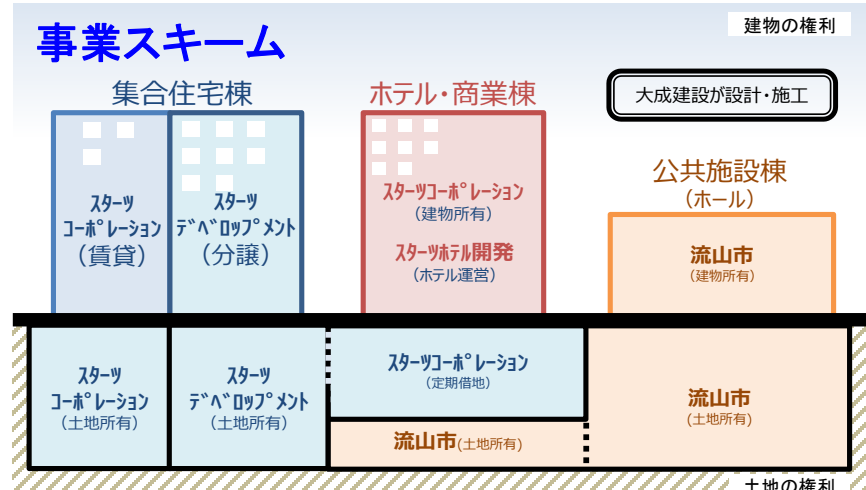 建物の権利
事業スキーム
集合住宅棟
ホテル・商業棟
大成建設が設計・施工
公共施設棟
(ホール)
ｽﾀｰﾂ
ｺｰﾎﾟﾚｰｼｮﾝ
(賃貸)
ｽﾀｰﾂ
ﾃﾞﾍﾞﾛｯﾌﾟﾒﾝﾄ
(分譲)
ｽﾀｰﾂｺｰﾎﾟﾚｰｼｮﾝ
(建物所有)
ｽﾀｰﾂﾎﾃﾙ開発
(ホテル運営)
流山市
(建物所有)
ｽﾀｰﾂ
ｺｰﾎﾟﾚｰｼｮﾝ
(土地所有)
ｽﾀｰﾂ
ﾃﾞﾍﾞﾛｯﾌﾟﾒﾝﾄ
(土地所有)
ｽﾀｰﾂｺｰﾎﾟﾚｰｼｮﾝ
(定期借地)
流山市(土地所有)
流山市
(土地所有)
土地の権利